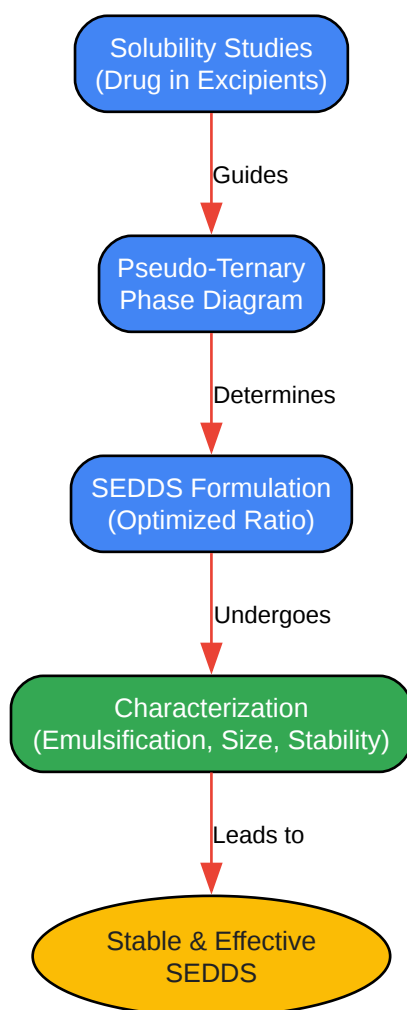 Solubility Studies
(Drug in Excipients)
Guides
Pseudo-Ternary
Phase Diagram
Determines
SEDDS Formulation
(Optimized Ratio)
Undergoes
Characterization
(Emulsification, Size, Stability)
Leads to
Stable & Effective
SEDDS